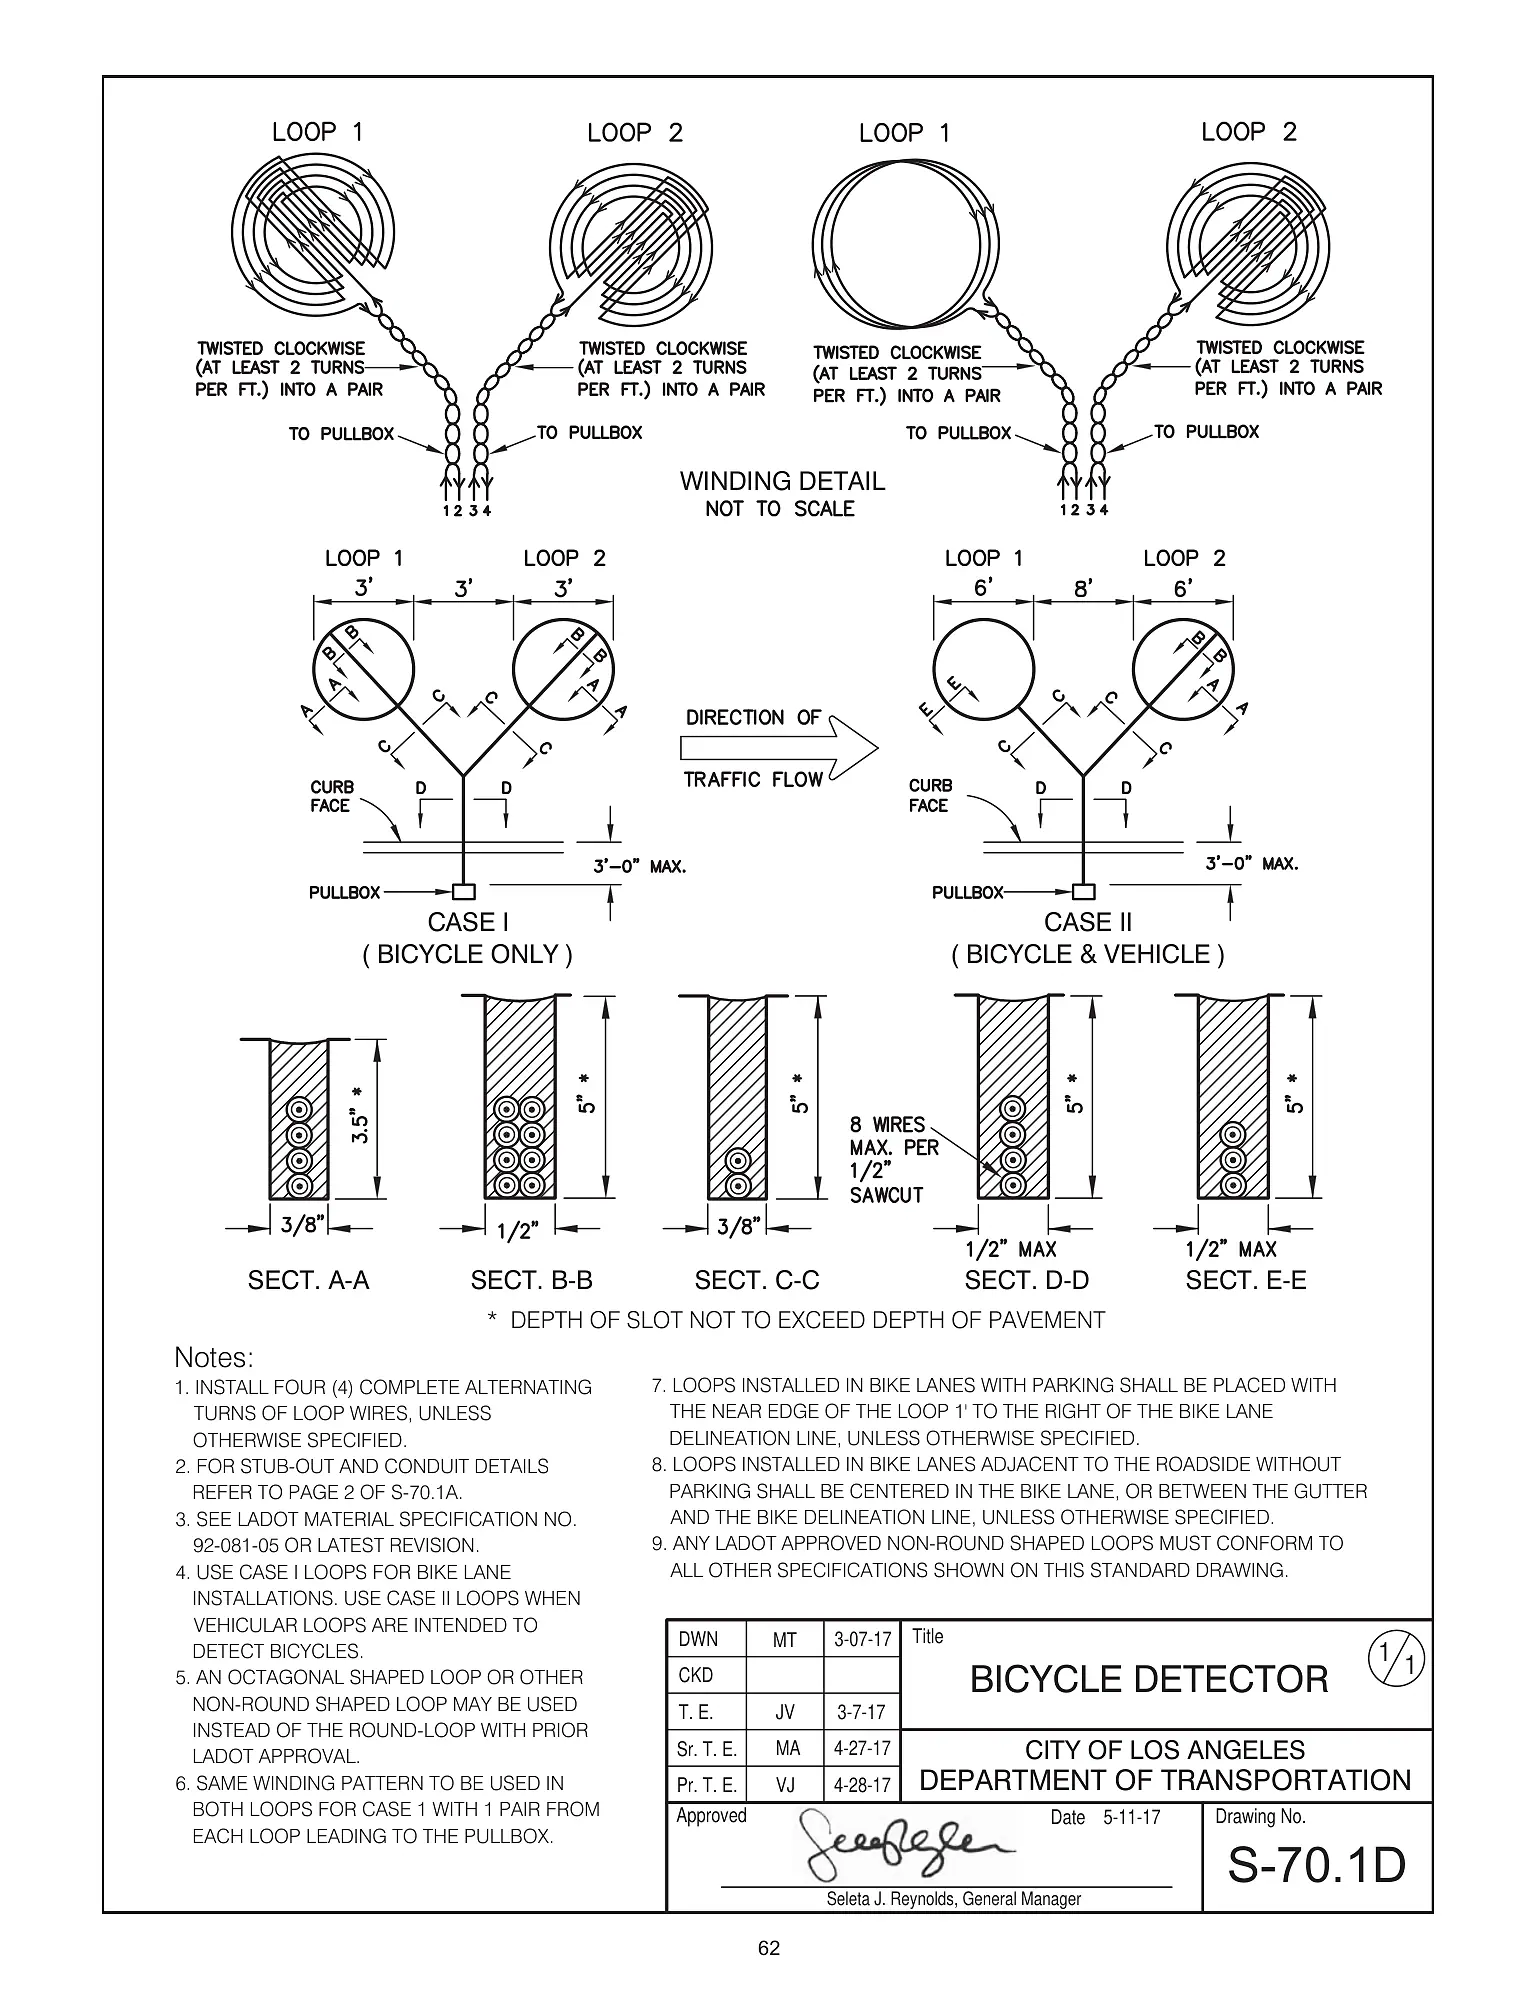 LOOP 1
LOOP 2
LOOP 1
LOOP 2
TWISTED CLOCKWISE
(AT LEAST 2 TURNS
PER FT.) INTO A PAIR
TWISTED CLOCKWISE
(AT LEAST 2 TURNS
PER FT.) INTO A PAIR
TWISTED CLOCKWISE
(AT LEAST 2 TURNS
PER FT.) INTO A PAIR
TWISTED CLOCKWISE
(AT LEAST 2 TURNS
PER FT.) INTO A PAIR
TO PULLBOX
TO PULLBOX
TO PULLBOX
TO PULLBOX
1 2 3 4
1 2 3 4
WINDING DETAIL
NOT TO SCALE
LOOP 1
LOOP 2
3' 3' 3'
B B
B B
A A
A A
C C
C C
D D
CURB
FACE
3'-0" MAX.
PULLBOX
CASE I
( BICYCLE ONLY )
DIRECTION OF
TRAFFIC FLOW
LOOP 1
LOOP 2
6' 8' 6'
B
B
E A
E A
C C
C C
D D
CURB
FACE
3'-0" MAX.
PULLBOX
CASE II
( BICYCLE & VEHICLE )
3.5" *
3/8"
SECT. A-A
5" *
1/2"
SECT. B-B
5" *
3/8"
SECT. C-C
8 WIRES
MAX. PER
1/2"
SAWCUT
5" *
1/2" MAX
SECT. D-D
5" *
1/2" MAX
SECT. E-E
* DEPTH OF SLOT NOT TO EXCEED DEPTH OF PAVEMENT
Notes:
1. INSTALL FOUR (4) COMPLETE ALTERNATING
TURNS OF LOOP WIRES, UNLESS
OTHERWISE SPECIFIED.
2. FOR STUB-OUT AND CONDUIT DETAILS
REFER TO PAGE 2 OF S-70.1A.
3. SEE LADOT MATERIAL SPECIFICATION NO.
92-081-05 OR LATEST REVISION.
4. USE CASE I LOOPS FOR BIKE LANE
INSTALLATIONS. USE CASE II LOOPS WHEN
VEHICULAR LOOPS ARE INTENDED TO
DETECT BICYCLES.
5. AN OCTAGONAL SHAPED LOOP OR OTHER
NON-ROUND SHAPED LOOP MAY BE USED
INSTEAD OF THE ROUND-LOOP WITH PRIOR
LADOT APPROVAL.
6. SAME WINDING PATTERN TO BE USED IN
BOTH LOOPS FOR CASE 1 WITH 1 PAIR FROM
EACH LOOP LEADING TO THE PULLBOX.
7. LOOPS INSTALLED IN BIKE LANES WITH PARKING SHALL BE PLACED WITH
THE NEAR EDGE OF THE LOOP 1' TO THE RIGHT OF THE BIKE LANE
DELINEATION LINE, UNLESS OTHERWISE SPECIFIED.
8. LOOPS INSTALLED IN BIKE LANES ADJACENT TO THE ROADSIDE WITHOUT
PARKING SHALL BE CENTERED IN THE BIKE LANE, OR BETWEEN THE GUTTER
AND THE BIKE DELINEATION LINE, UNLESS OTHERWISE SPECIFIED.
9. ANY LADOT APPROVED NON-ROUND SHAPED LOOPS MUST CONFORM TO
ALL OTHER SPECIFICATIONS SHOWN ON THIS STANDARD DRAWING.
DWN MT 3-07-17
CKD
T. E. JV 3-7-17
Sr. T. E. MA 4-27-17
Pr. T. E. VJ 4-28-17
Title
BICYCLE DETECTOR
1/1
CITY OF LOS ANGELES
DEPARTMENT OF TRANSPORTATION
Approved
Date 5-11-17
Seleta J. Reynolds, General Manager
Drawing No.
S-70.1D
62